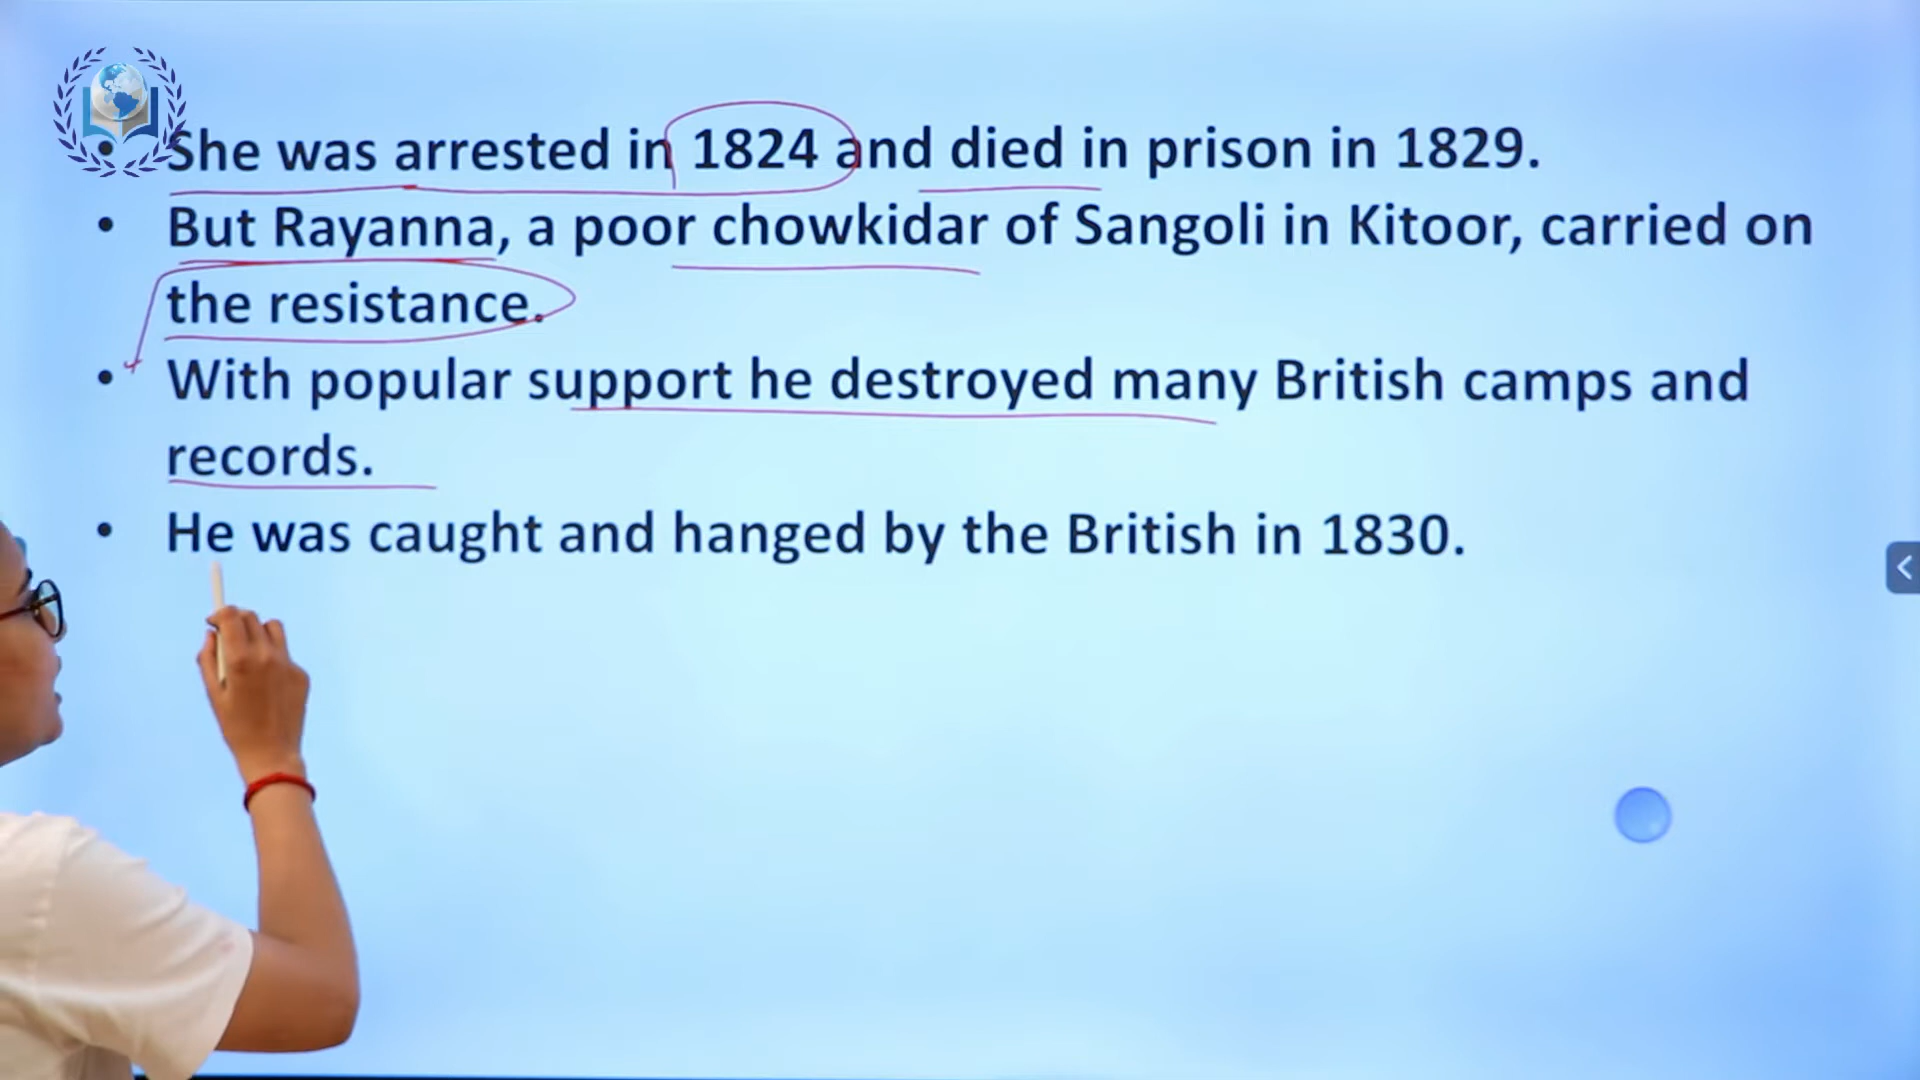 • She was arrested in 1824 and died in prison in 1829.
• But Rayanna, a poor chowkidar of Sangoli in Kitoor, carried on
the resistance.
• With popular support he destroyed many British camps and
records.
• He was caught and hanged by the British in 1830.